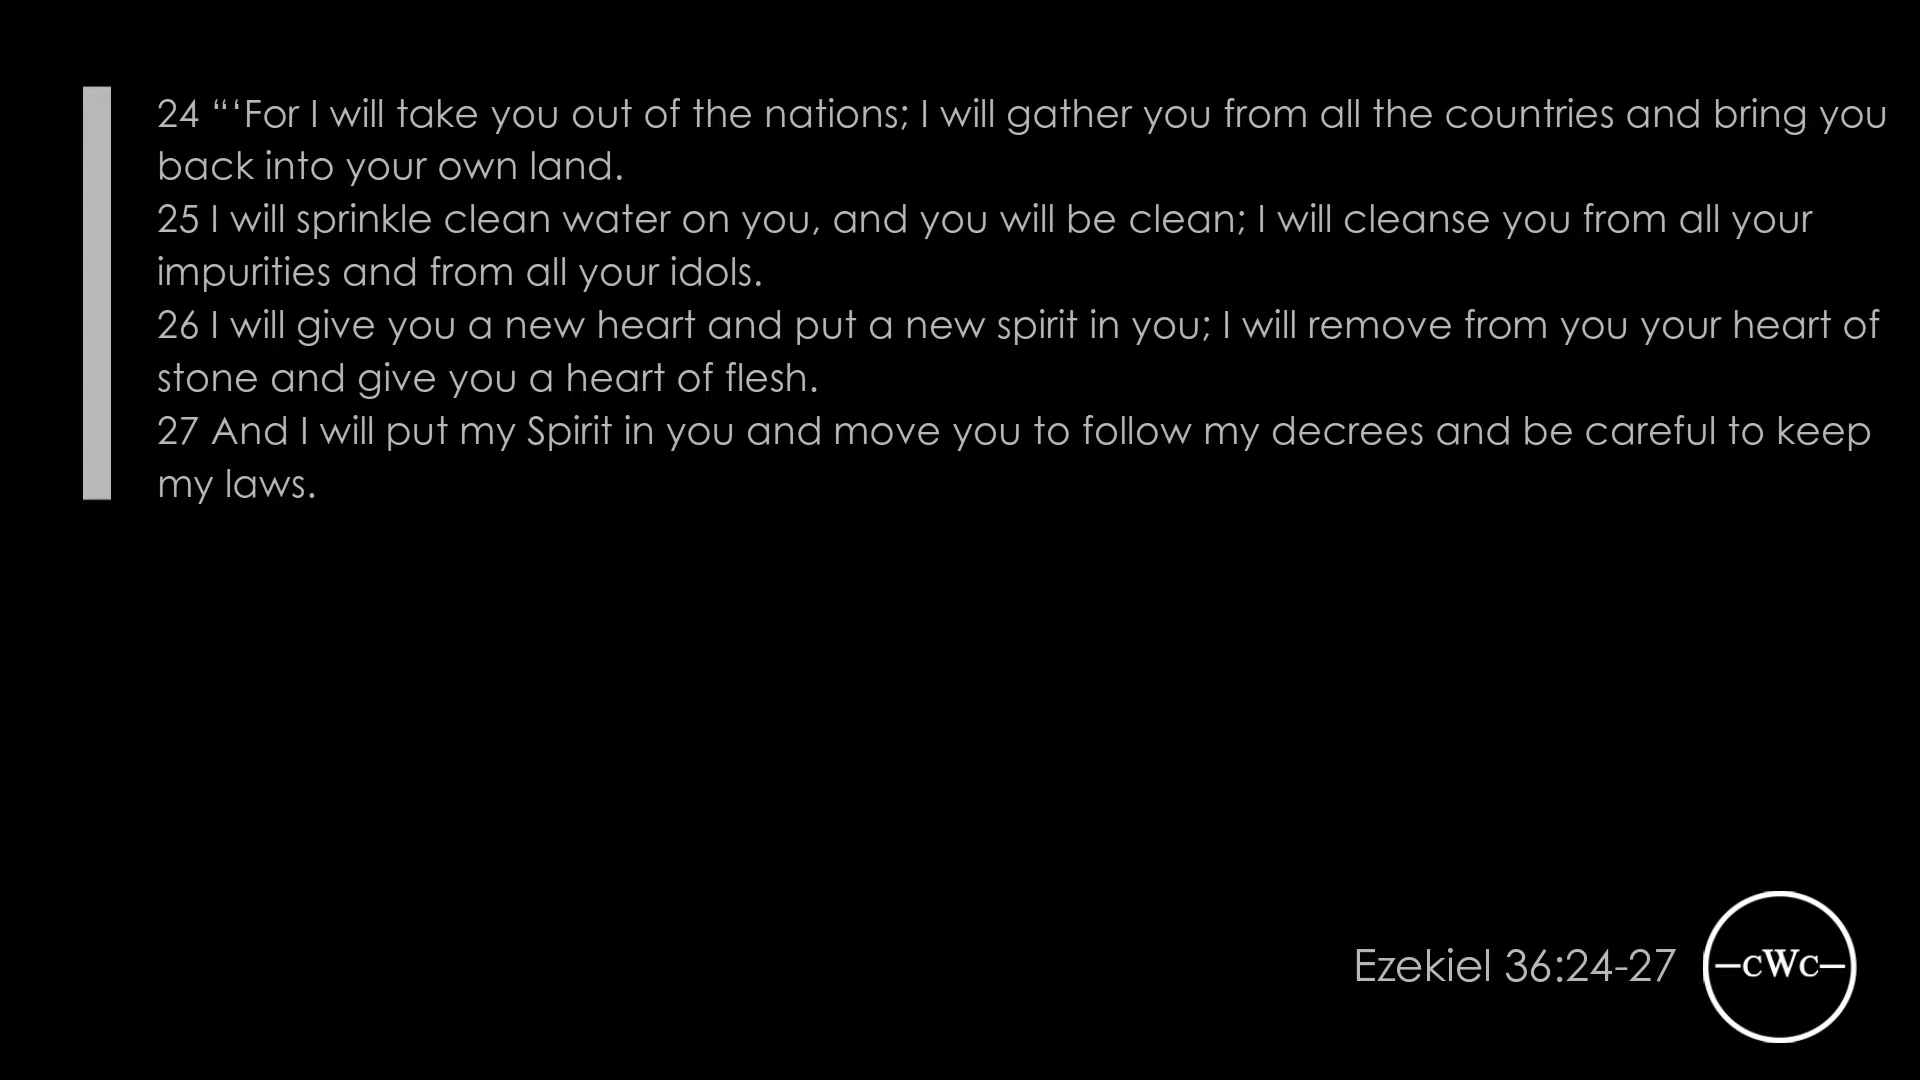 24 “‘For I will take you out of the nations; I will gather you from all the countries and bring you
back into your own land.
25 I will sprinkle clean water on you, and you will be clean; I will cleanse you from all your
impurities and from all your idols.
26 I will give you a new heart and put a new spirit in you; I will remove from you your heart of
stone and give you a heart of flesh.
27 And I will put my Spirit in you and move you to follow my decrees and be careful to keep
my laws.
Ezekiel 36:24-27
—cWc—